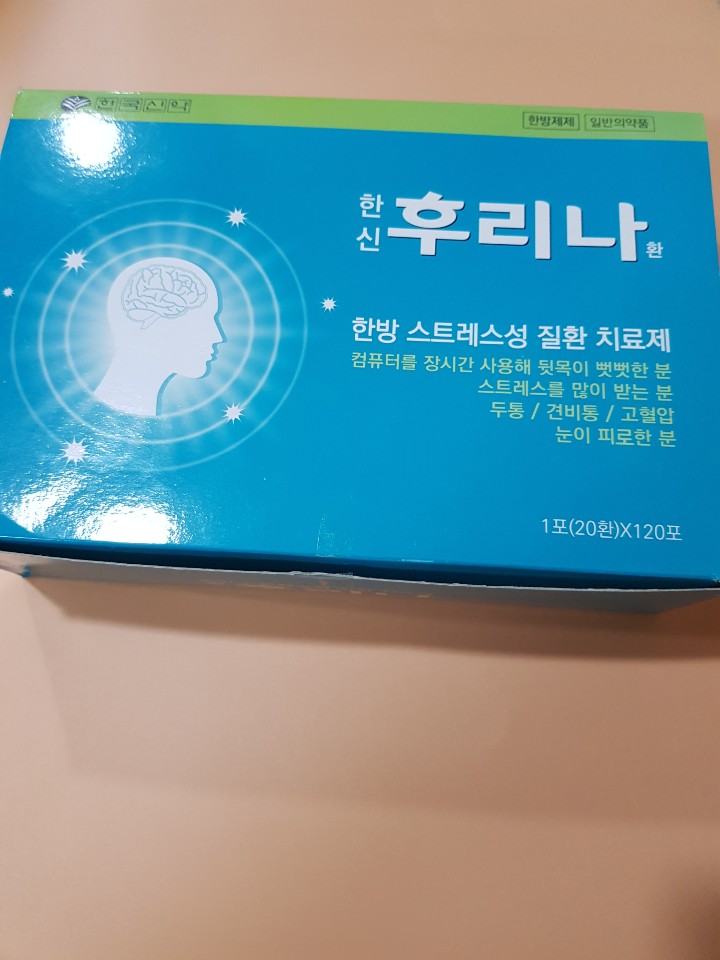 한국신약
한방제제 일반의약품
한신 후리나 환
한방 스트레스성 질환 치료제
컴퓨터를 장시간 사용해 뒷목이 뻣뻣한 분
스트레스를 많이 받는 분
두통 / 견비통 / 고혈압
눈이 피로한 분
1포(20환)X120포